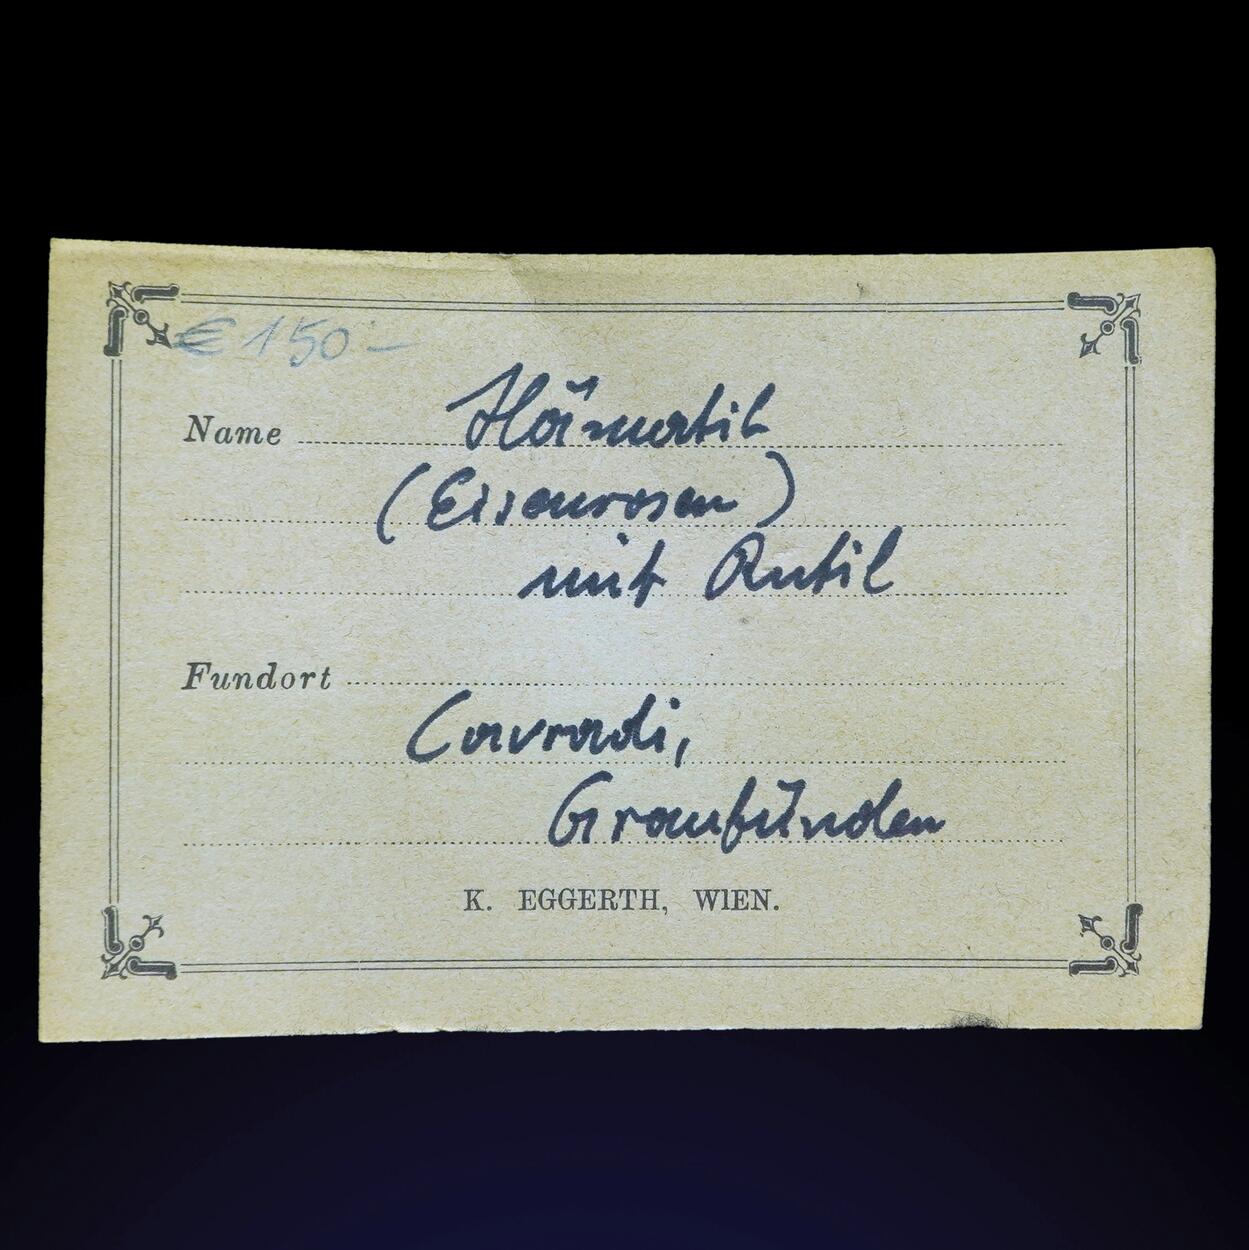 € 150 –
Name Hämatit
(Eisenrosen)
mit Rutil
Fundort
Cavradi,
Graubünden
K. EGGERTH, WIEN.